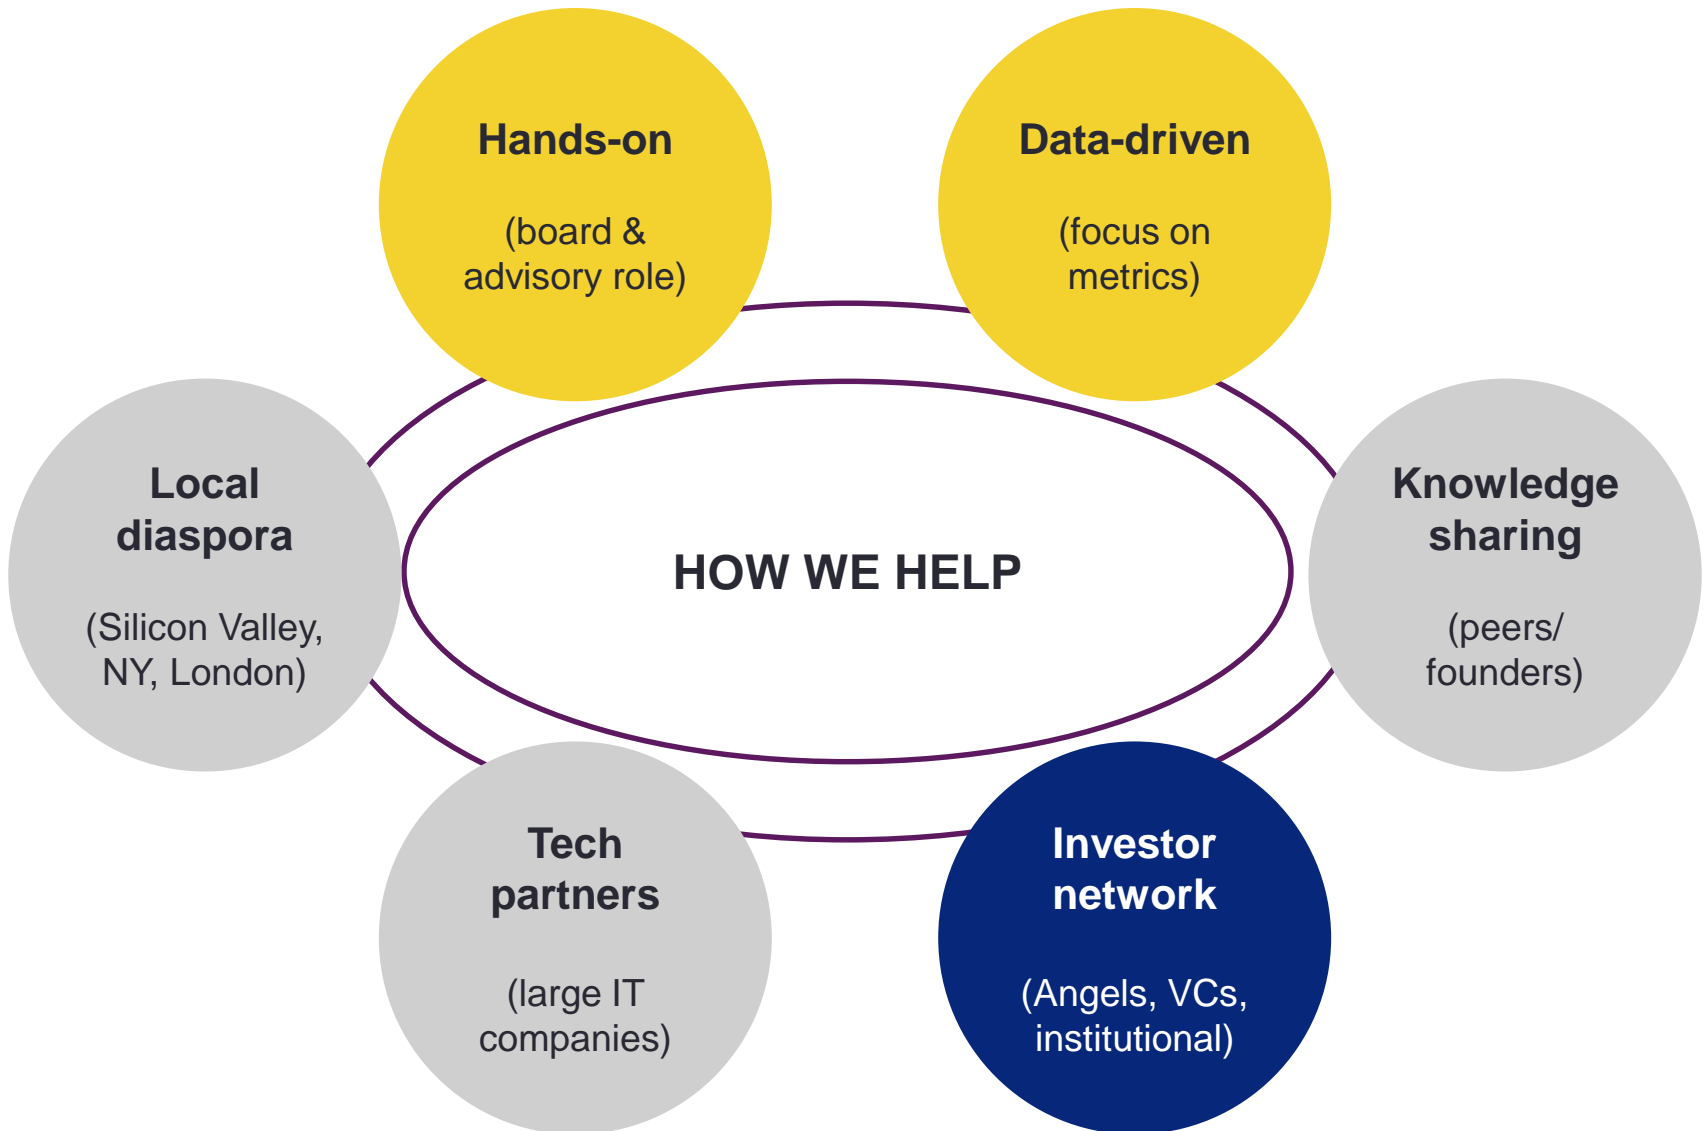 Hands-on
(board &
advisory role)
Data-driven
(focus on
metrics)
Local
diaspora
(Silicon Valley,
NY, London)
HOW WE HELP
Knowledge
sharing
(peers/
founders)
Tech
partners
(large IT
companies)
Investor
network
(Angels, VCs,
institutional)